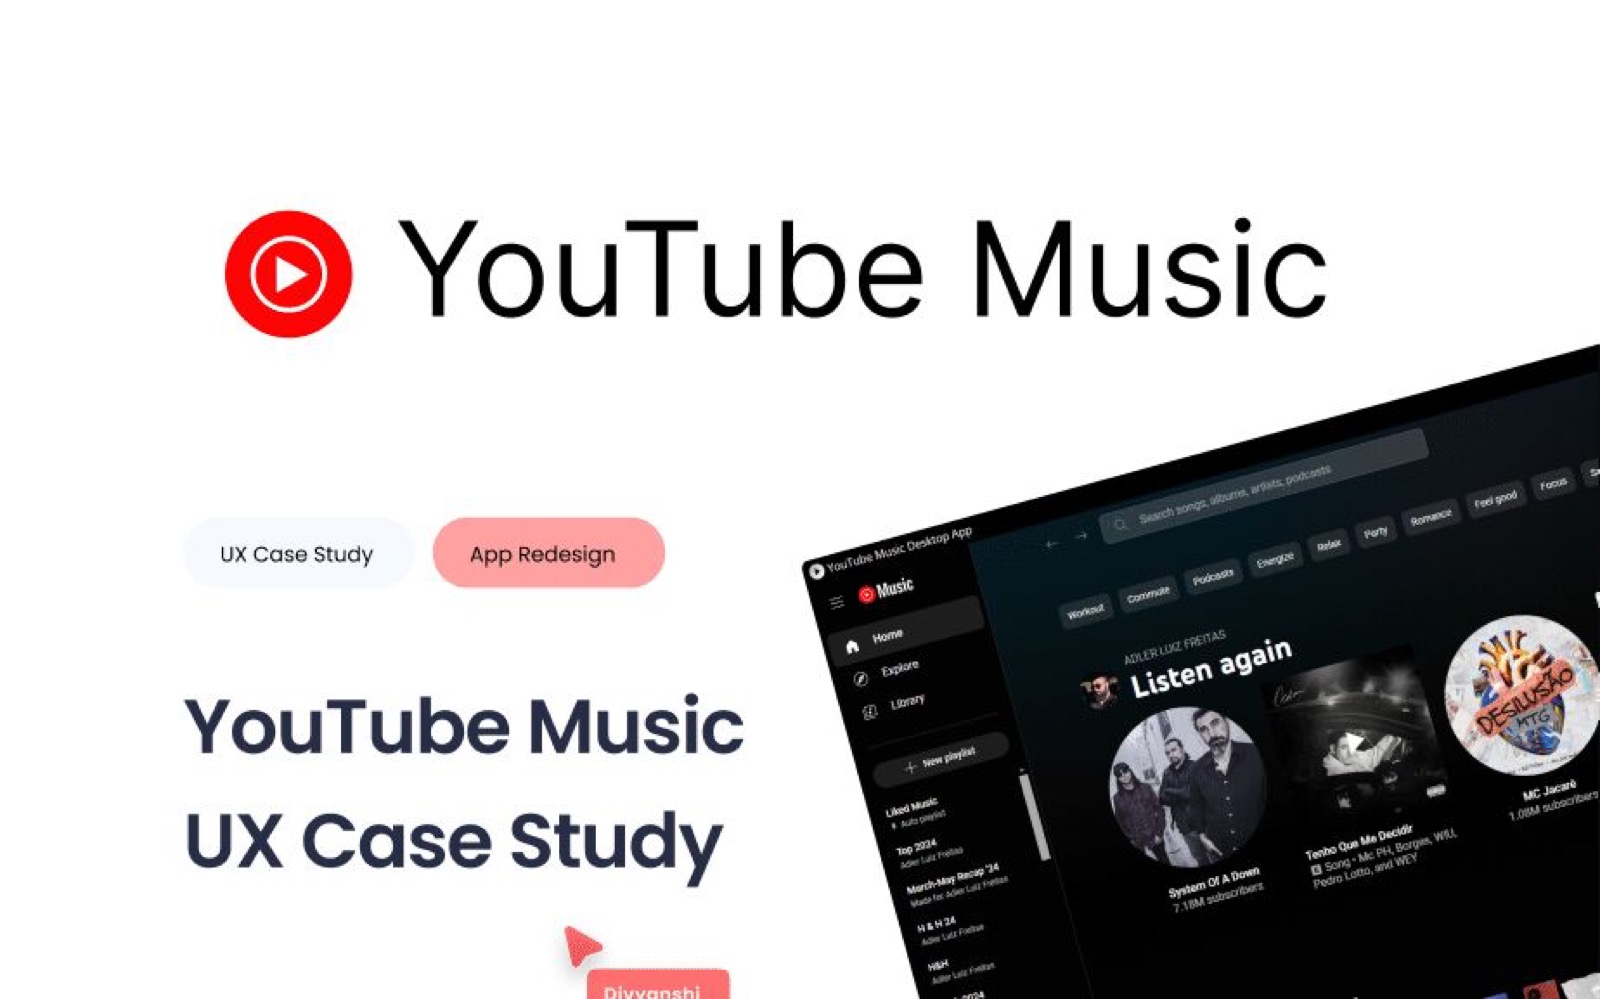 YouTube Music
UX Case Study
App Redesign
YouTube Music
UX Case Study
Divyanshi
YouTube Music Desktop App
Music
Home
Explore
Library
New playlist
Liked Music
Auto playlist
Top 2024
Adler Luiz Freitas
March-May Recap '24
Made for Adler Luiz Freitas
H & H 24
Adler Luiz Freitas
H&H
Adler Luiz Freitas
Search songs, albums, artists, podcasts
Workout
Commute
Podcasts
Energize
Relax
Party
Romance
Feel good
Focus
ADLER LUIZ FREITAS
Listen again
System Of A Down
7.18M subscribers
Tenho Que Me Decidir
E Song • Mc PH, Borges, WIU,
Pedro Lotto, and WEY
DESILUSÃO
MTG
MC Jacaré
1.08M subscribers